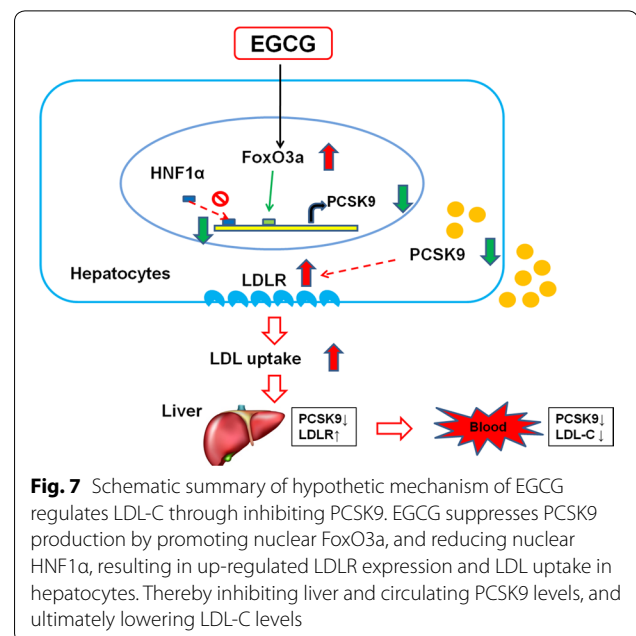 EGCG
FoxO3a
HNF1α
PCSK9
PCSK9
Hepatocytes
LDLR
LDL uptake
Liver
PCSK9↓
LDLR↑
Blood
PCSK9↓
LDL-C↓
Fig. 7 Schematic summary of hypothetic mechanism of EGCG
regulates LDL-C through inhibiting PCSK9. EGCG suppresses PCSK9
production by promoting nuclear FoxO3a, and reducing nuclear
HNF1α, resulting in up-regulated LDLR expression and LDL uptake in
hepatocytes. Thereby inhibiting liver and circulating PCSK9 levels, and
ultimately lowering LDL-C levels